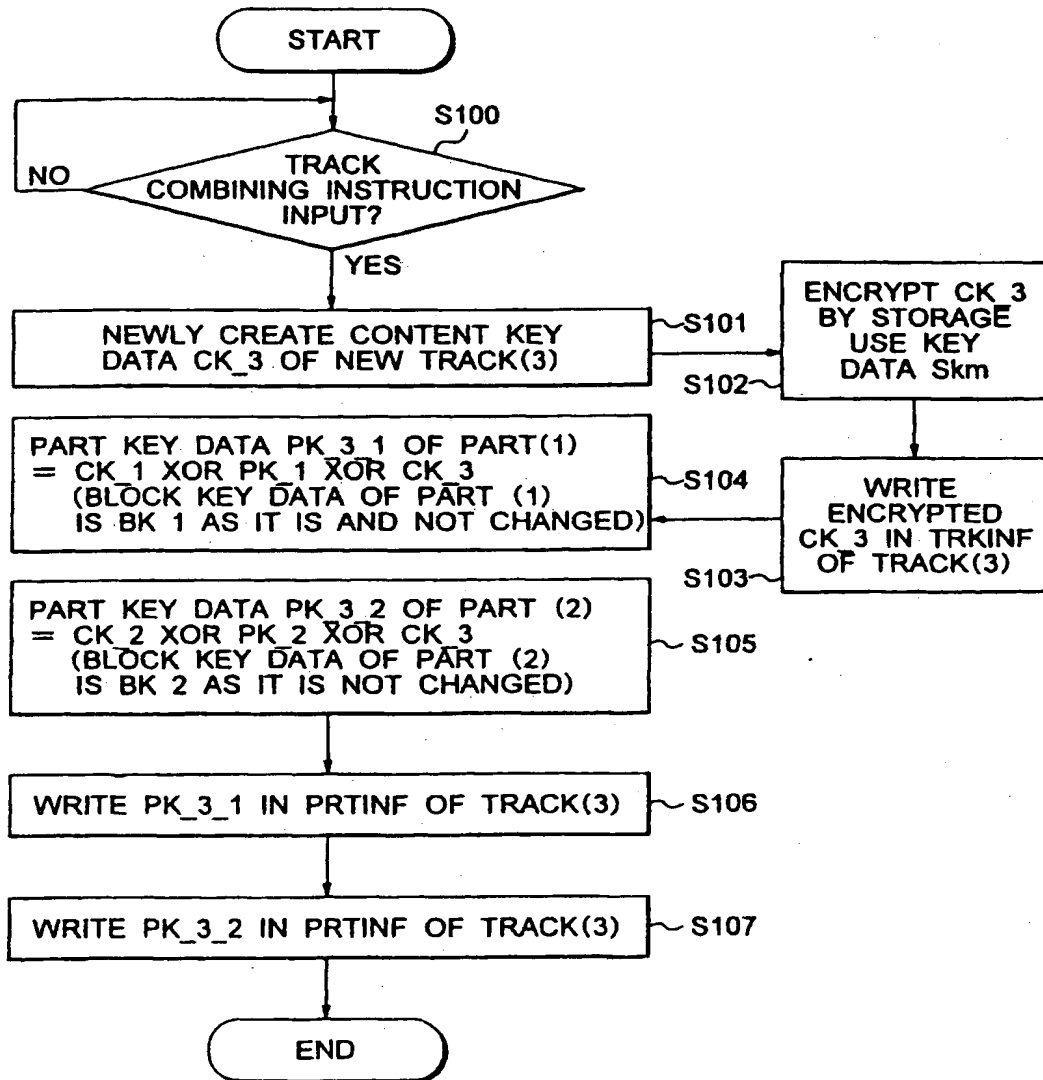 START
S100
TRACK
COMBINING INSTRUCTION
INPUT?
NO
YES
NEWLY CREATE CONTENT KEY
DATA CK_3 OF NEW TRACK(3)
S101
ENCRYPT CK_3
BY STORAGE
USE KEY
DATA Skm
S102
WRITE
ENCRYPTED
CK_3 IN TRKINF
OF TRACK(3)
S103
PART KEY DATA PK_3_1 OF PART(1)
= CK_1 XOR PK_1 XOR CK_3
(BLOCK KEY DATA OF PART (1)
IS BK 1 AS IT IS AND NOT CHANGED)
S104
PART KEY DATA PK_3_2 OF PART (2)
= CK_2 XOR PK_2 XOR CK_3
(BLOCK KEY DATA OF PART (2)
IS BK 2 AS IT IS NOT CHANGED)
S105
WRITE PK_3_1 IN PRTINF OF TRACK(3)
S106
WRITE PK_3_2 IN PRTINF OF TRACK(3)
S107
END